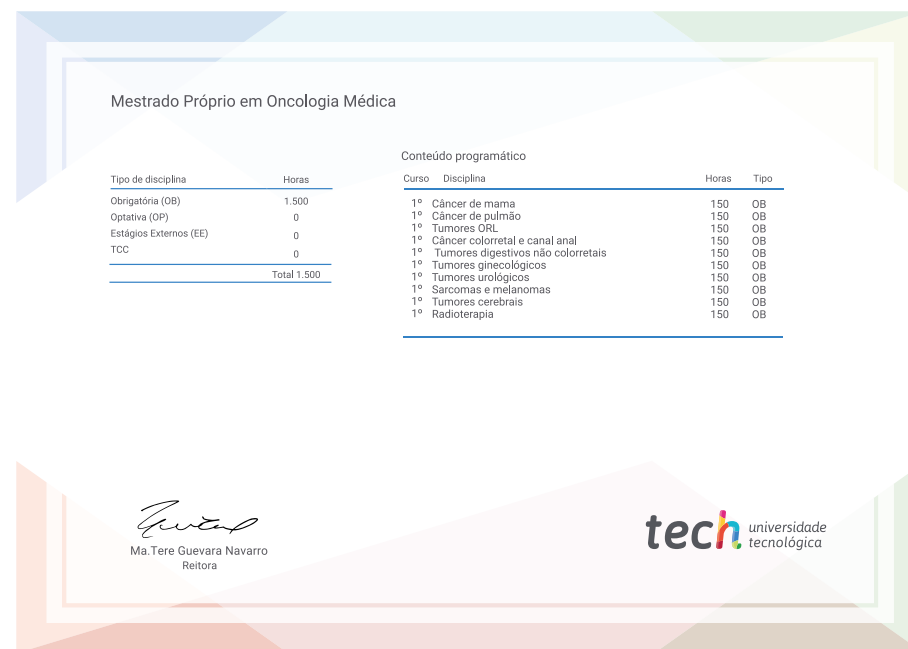 Mestrado Próprio em Oncologia Médica
Tipo de disciplina Horas
Obrigatória (OB) 1.500
Optativa (OP) 0
Estágios Externos (EE) 0
TCC 0
Total 1.500
Conteúdo programático
Curso Disciplina Horas Tipo
1º Câncer de mama 150 OB
1º Câncer de pulmão 150 OB
1º Tumores ORL 150 OB
1º Câncer colorretal e canal anal 150 OB
1º Tumores digestivos não colorretais 150 OB
1º Tumores ginecológicos 150 OB
1º Tumores urológicos 150 OB
1º Sarcomas e melanomas 150 OB
1º Tumores cerebrais 150 OB
1º Radioterapia 150 OB
Ma.Tere Guevara Navarro
Reitora
tech universidade
tecnológica